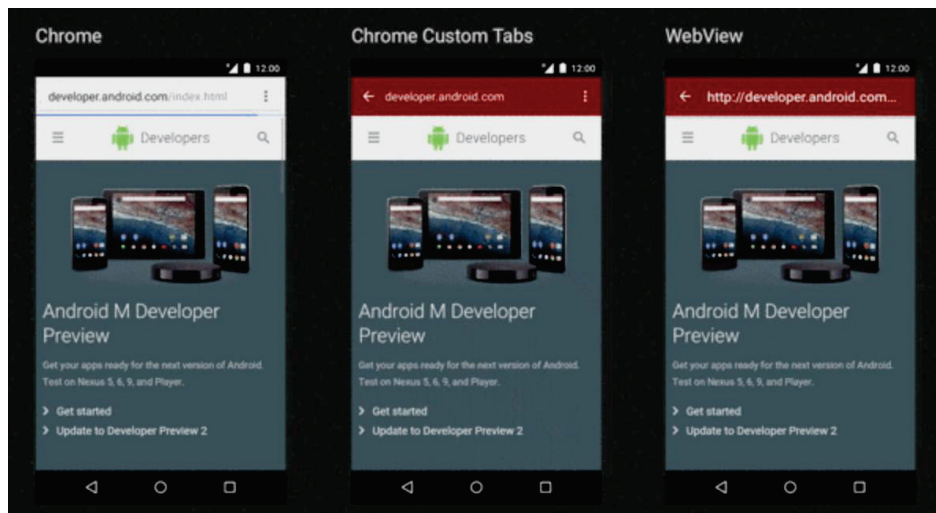 Chrome
12:00
developer.android.com/index.html
Developers
Android M Developer
Preview
Get your apps ready for the next version of Android.
Test on Nexus 5, 6, 9, and Player.
Get started
Update to Developer Preview 2
Chrome Custom Tabs
12:00
developer.android.com
Developers
Android M Developer
Preview
Get your apps ready for the next version of Android.
Test on Nexus 5, 6, 9, and Player.
Get started
Update to Developer Preview 2
WebView
12:00
http://developer.android.com...
Developers
Android M Developer
Preview
Get your apps ready for the next version of Android.
Test on Nexus 5, 6, 9, and Player.
Get started
Update to Developer Preview 2